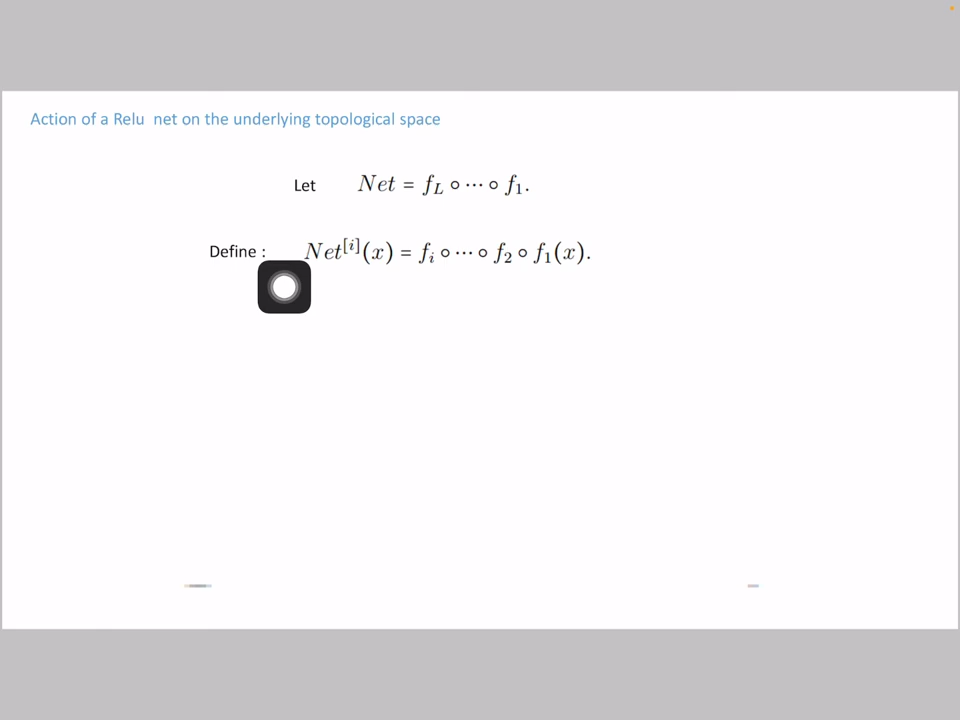 Action of a Relu net on the underlying topological space
Let Net = f_L ∘ ⋯ ∘ f_1.
Define : Net^{[i]}(x) = f_i ∘ ⋯ ∘ f_2 ∘ f_1(x).